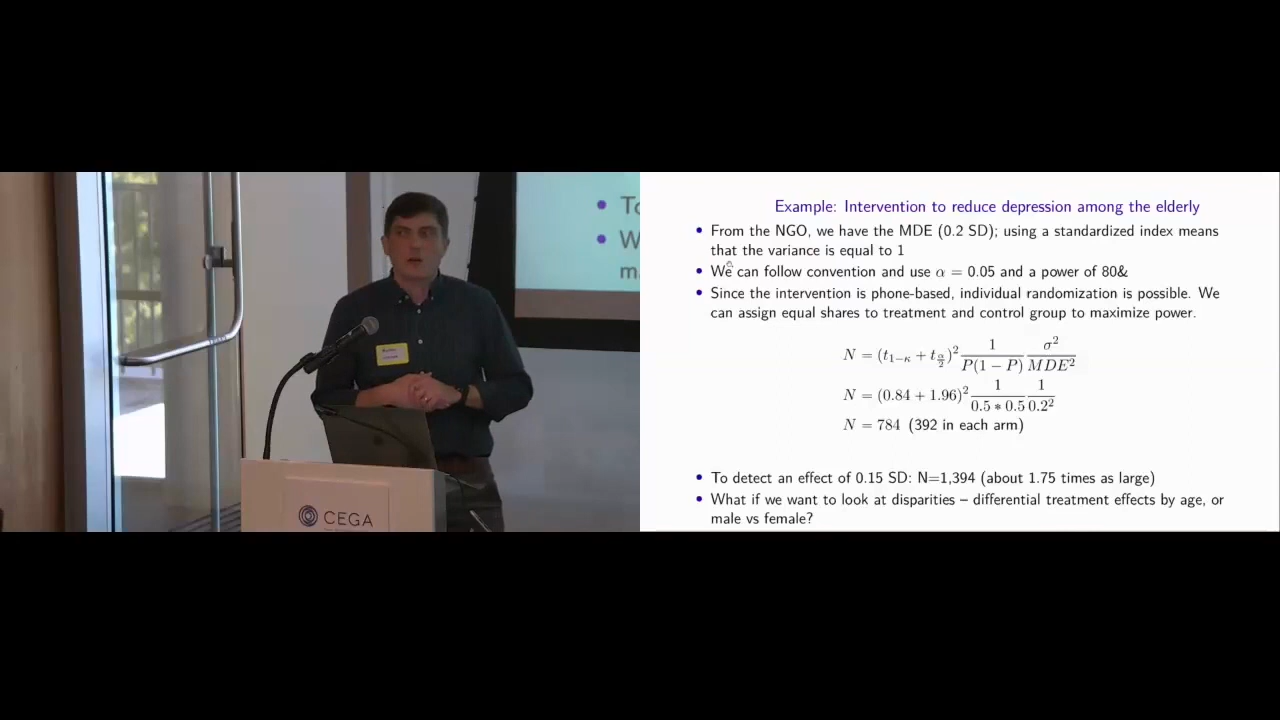 To
W
ma
CEGA
Example: Intervention to reduce depression among the elderly
• From the NGO, we have the MDE (0.2 SD); using a standardized index means
that the variance is equal to 1
• We can follow convention and use α = 0.05 and a power of 80&
• Since the intervention is phone-based, individual randomization is possible. We
can assign equal shares to treatment and control group to maximize power.
N = (t_{1−κ} + t_{α/2})² 1/P(1 − P) σ²/MDE²
N = (0.84 + 1.96)² 1/0.5 ∗ 0.5 1/0.2²
N = 784 (392 in each arm)
• To detect an effect of 0.15 SD: N=1,394 (about 1.75 times as large)
• What if we want to look at disparities – differential treatment effects by age, or
male vs female?